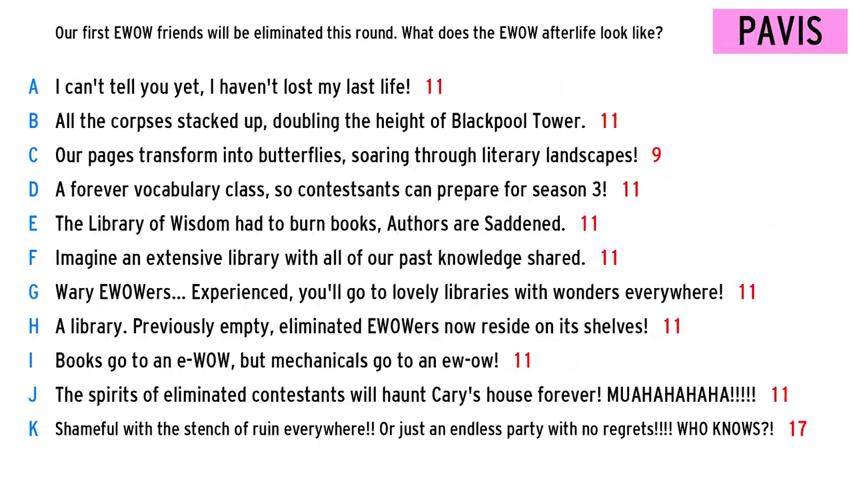 Our first EWOW friends will be eliminated this round. What does the EWOW afterlife look like?
PAVIS
A I can't tell you yet, I haven't lost my last life! 11
B All the corpses stacked up, doubling the height of Blackpool Tower. 11
C Our pages transform into butterflies, soaring through literary landscapes! 9
D A forever vocabulary class, so contestsants can prepare for season 3! 11
E The Library of Wisdom had to burn books, Authors are Saddened. 11
F Imagine an extensive library with all of our past knowledge shared. 11
G Wary EWOWers... Experienced, you'll go to lovely libraries with wonders everywhere! 11
H A library. Previously empty, eliminated EWOWers now reside on its shelves! 11
I Books go to an e-WOW, but mechanicals go to an ew-ow! 11
J The spirits of eliminated contestants will haunt Cary's house forever! MUAHAHAHAHA!!!!! 11
K Shameful with the stench of ruin everywhere!! Or just an endless party with no regrets!!!! WHO KNOWS?! 17